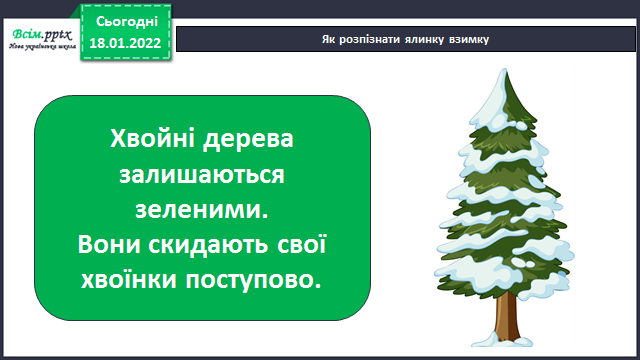 Всім.pptx
Нова українська школа
Сьогодні
18.01.2022
Як розпізнати ялинку взимку
Хвойні дерева
залишаються
зеленими.
Вони скидають свої
хвоїнки поступово.